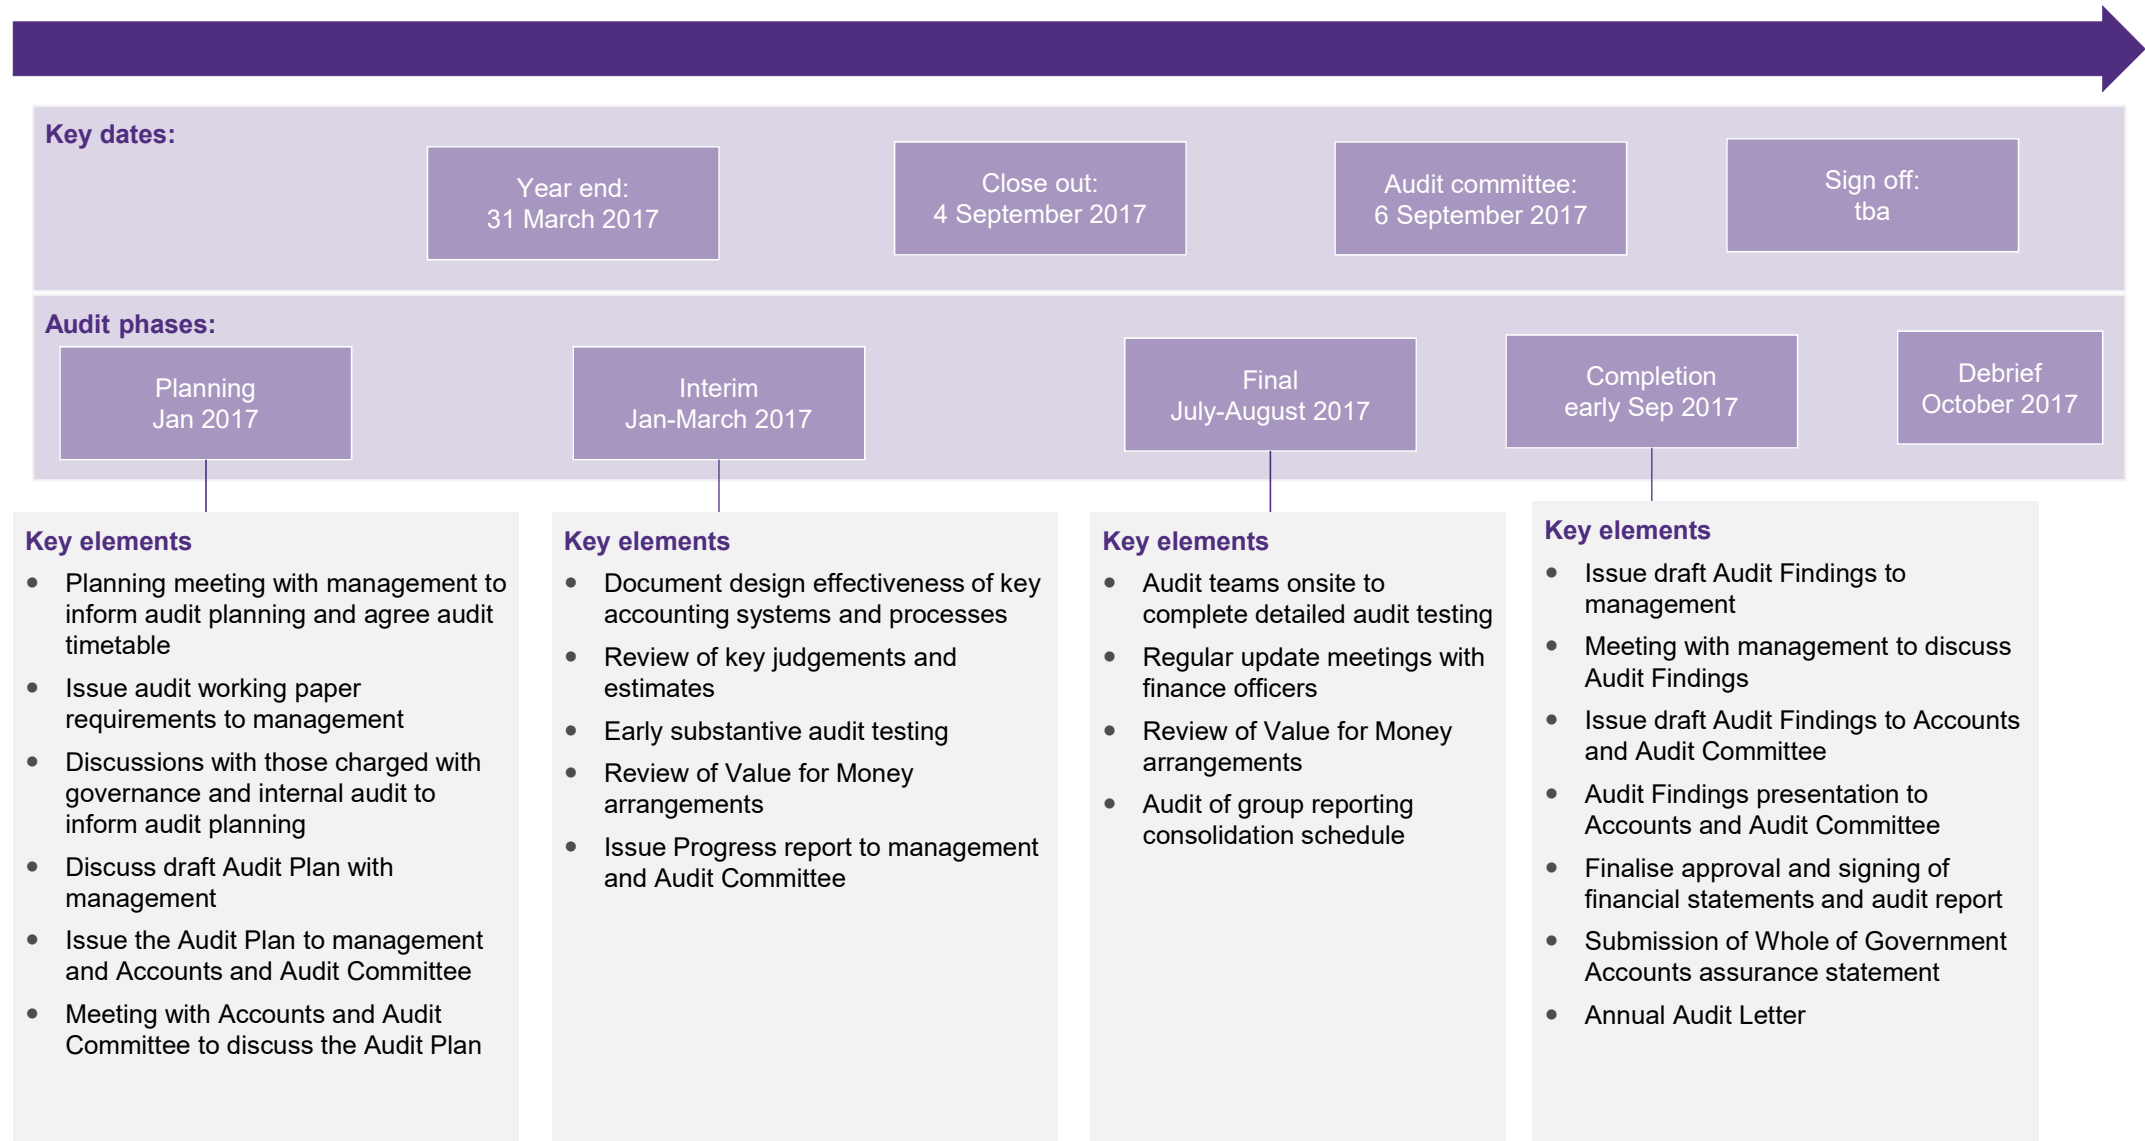 Key dates:
Year end:
31 March 2017
Close out:
4 September 2017
Audit committee:
6 September 2017
Sign off:
tba
Audit phases:
Planning
Jan 2017
Interim
Jan-March 2017
Final
July-August 2017
Completion
early Sep 2017
Debrief
October 2017
Key elements
• Planning meeting with management to
inform audit planning and agree audit
timetable
• Issue audit working paper
requirements to management
• Discussions with those charged with
governance and internal audit to
inform audit planning
• Discuss draft Audit Plan with
management
• Issue the Audit Plan to management
and Accounts and Audit Committee
• Meeting with Accounts and Audit
Committee to discuss the Audit Plan
Key elements
• Document design effectiveness of key
accounting systems and processes
• Review of key judgements and
estimates
• Early substantive audit testing
• Review of Value for Money
arrangements
• Issue Progress report to management
and Audit Committee
Key elements
• Audit teams onsite to
complete detailed audit testing
• Regular update meetings with
finance officers
• Review of Value for Money
arrangements
• Audit of group reporting
consolidation schedule
Key elements
• Issue draft Audit Findings to
management
• Meeting with management to discuss
Audit Findings
• Issue draft Audit Findings to Accounts
and Audit Committee
• Audit Findings presentation to
Accounts and Audit Committee
• Finalise approval and signing of
financial statements and audit report
• Submission of Whole of Government
Accounts assurance statement
• Annual Audit Letter